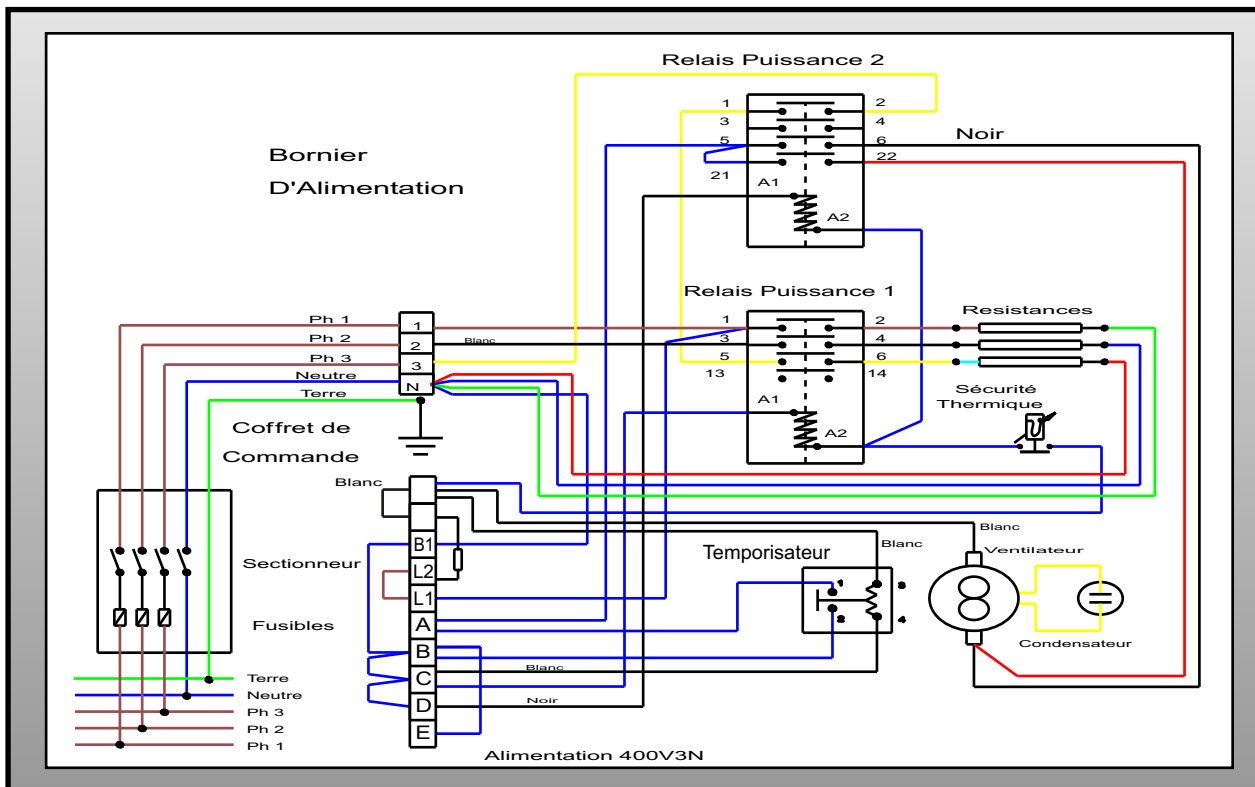 Relais Puissance 2
1
2
3
4
5
6
Noir
22
21
A1
A2
Bornier
D'Alimentation
Relais Puissance 1
Resistances
1
2
3
4
5
6
13
14
A1
A2
Sécurité
Thermique
Ph 1
1
Ph 2
2
Blanc
Ph 3
3
Neutre
N
Terre
Coffret de
Commande
Blanc
B1
L2
L1
A
B
C
D
E
Sectionneur
Fusibles
Blanc
Noir
Temporisateur
1
3
2
4
Blanc
Blanc
Ventilateur
Condensateur
Terre
Neutre
Ph 3
Ph 2
Ph 1
Alimentation 400V3N